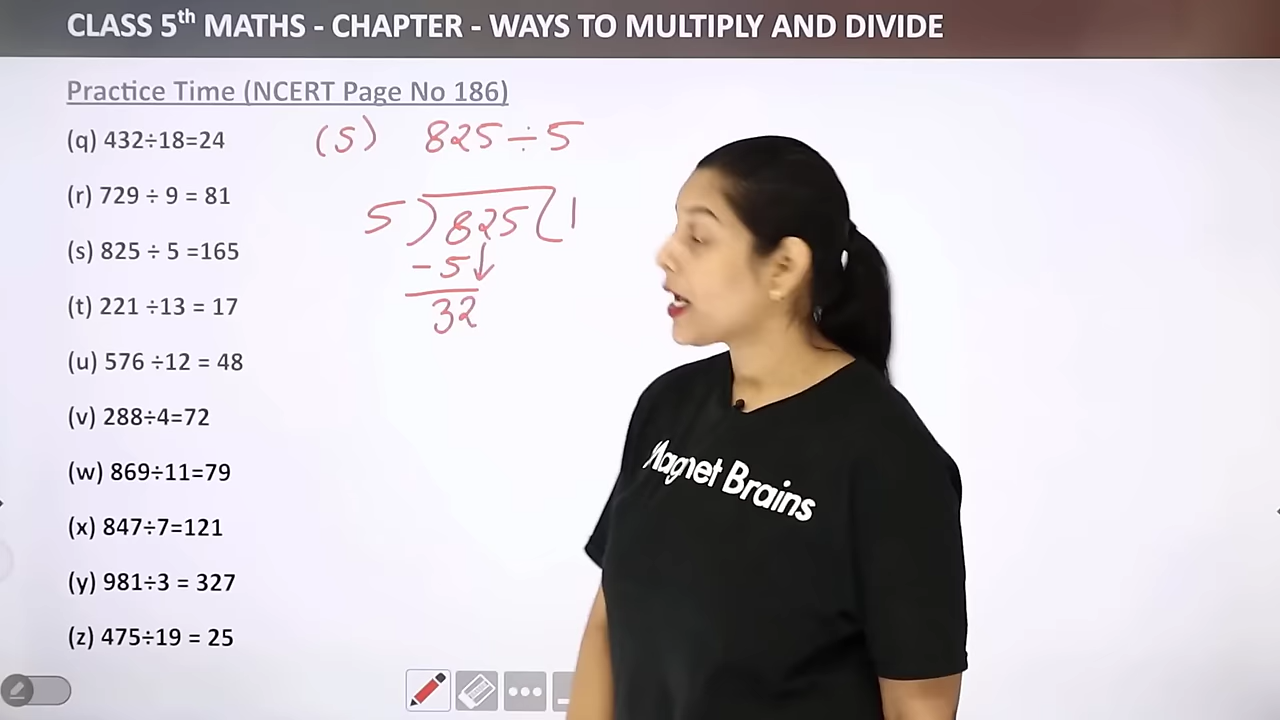 CLASS 5th MATHS - CHAPTER - WAYS TO MULTIPLY AND DIVIDE
Practice Time (NCERT Page No 186)
(q) 432÷18=24
(r) 729 ÷ 9 = 81
(s) 825 ÷ 5 =165
(t) 221 ÷13 = 17
(u) 576 ÷12 = 48
(v) 288÷4=72
(w) 869÷11=79
(x) 847÷7=121
(y) 981÷3 = 327
(z) 475÷19 = 25
(S) 825 ÷ 5
5)825(1
-5↓
32
Magnet Brains